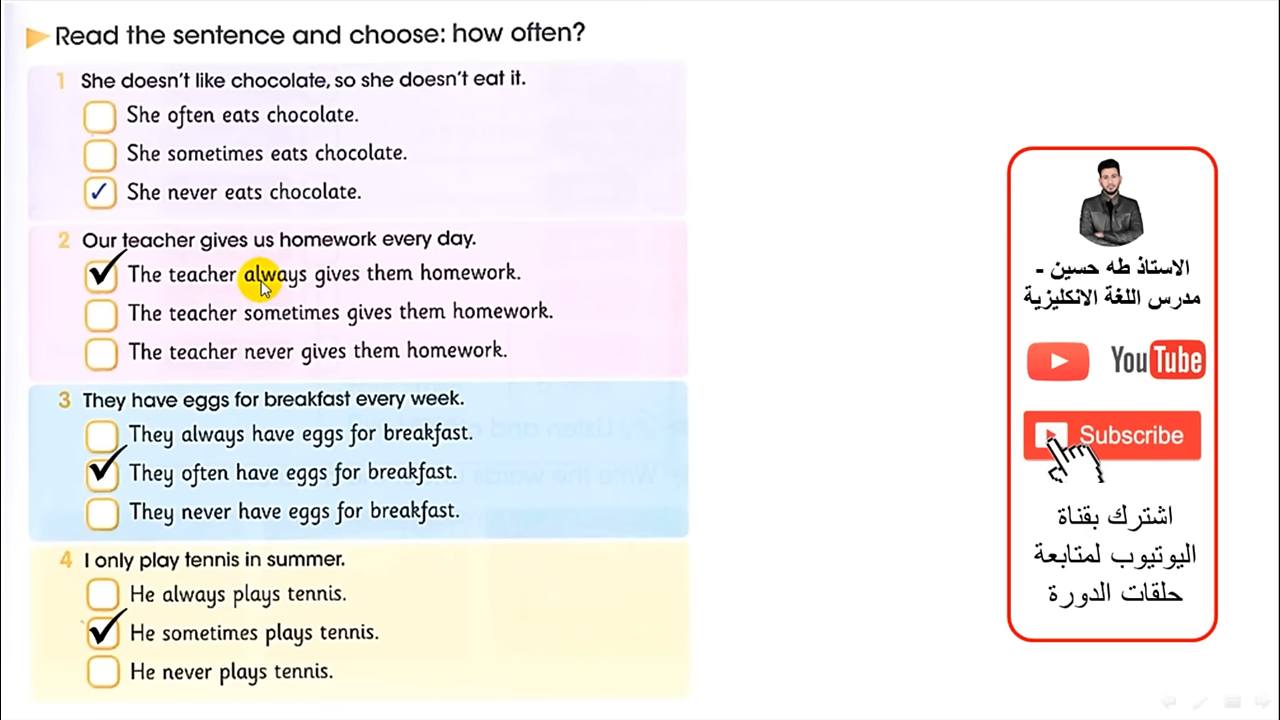 Read the sentence and choose: how often?
1 She doesn't like chocolate, so she doesn't eat it.
She often eats chocolate.
She sometimes eats chocolate.
✓ She never eats chocolate.
2 Our teacher gives us homework every day.
✓ The teacher always gives them homework.
The teacher sometimes gives them homework.
The teacher never gives them homework.
3 They have eggs for breakfast every week.
They always have eggs for breakfast.
✓ They often have eggs for breakfast.
They never have eggs for breakfast.
4 I only play tennis in summer.
He always plays tennis.
✓ He sometimes plays tennis.
He never plays tennis.
الاستاذ طه حسين -
مدرس اللغة الانكليزية
YouTube
Subscribe
اشترك بقناة
اليوتيوب لمتابعة
حلقات الدورة